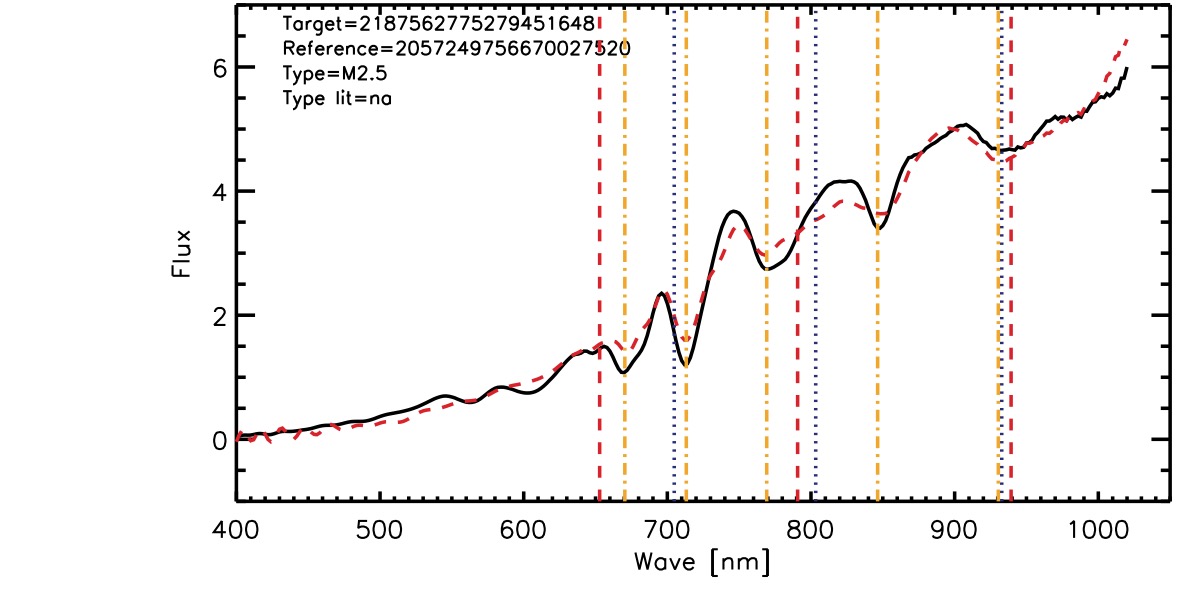 Target=2187562775279451648
Reference=2057249756670027520
Type=M2.5
Type lit=na
6
4
2
0
Flux
400 500 600 700 800 900 1000
Wave [nm]